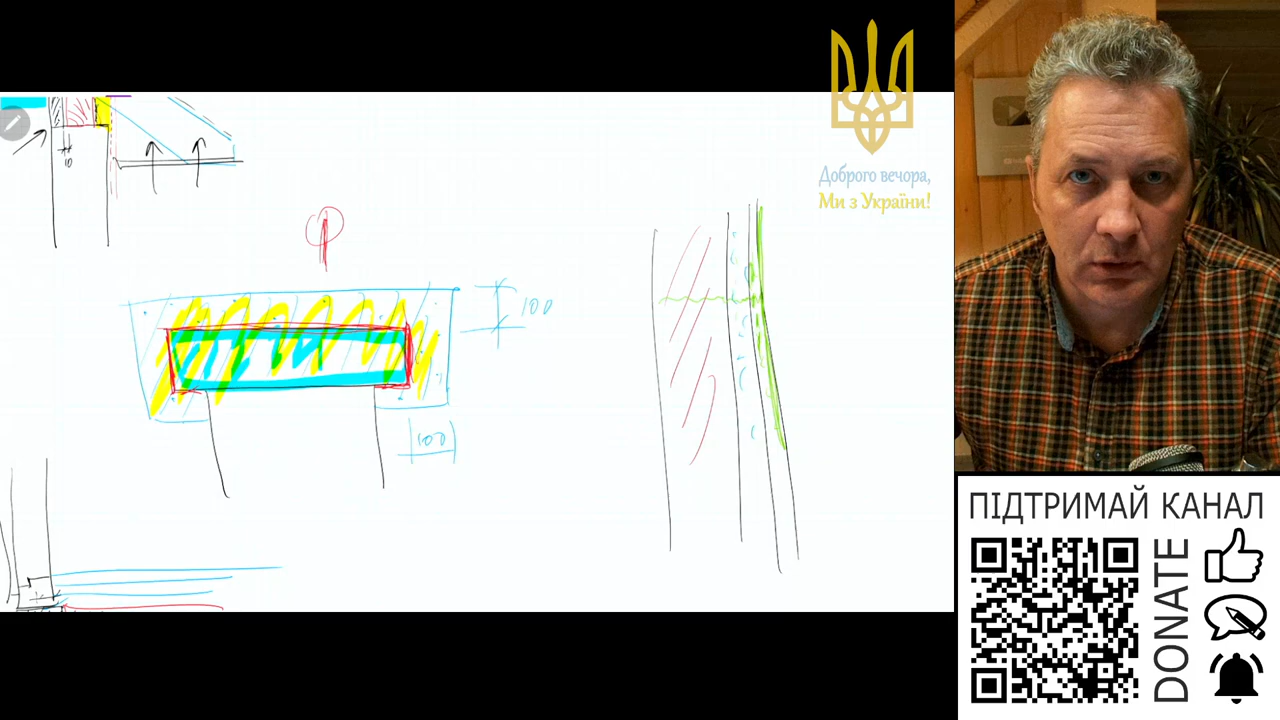 Доброго вечора,
Ми з України!
100
100
ПІДТРИМАЙ КАНАЛ
DONATE